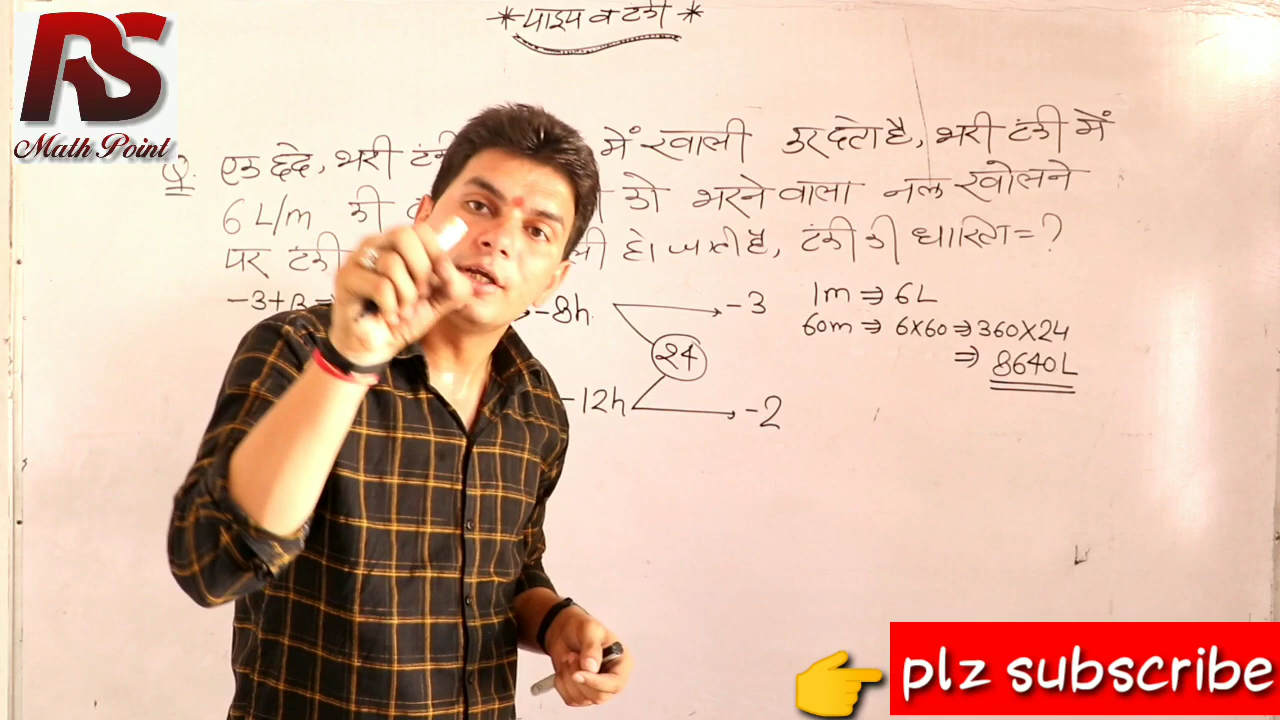 RS
Math Point
* पाइप व टंकी *
Q. एक छेद, भरी में खाली कर देता है, भरी टंकी में
6 L/m की को भरने वाला नल खोलने
पर टंकी ली हो जाती है, टंकी की धारिता = ?
-3+B
-8h → -3
24
-12h → -2
1m ⇒ 6L
60m ⇒ 6×60 ⇒ 360×24
⇒ 8640L
plz subscribe